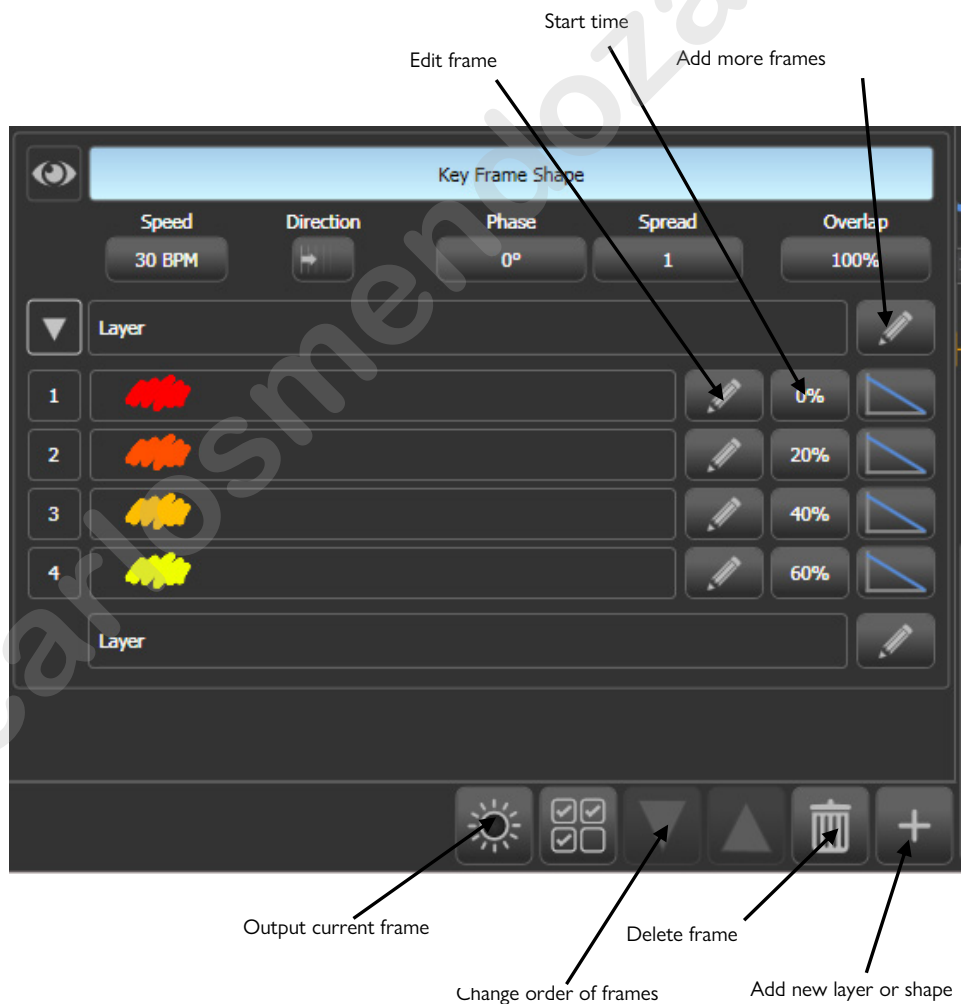 Start time
Edit frame
Add more frames
Key Frame Shape
Speed Direction Phase Spread Overlap
30 BPM 0° 1 100%
Layer
1 0%
2 20%
3 40%
4 60%
Layer
Output current frame
Delete frame
Change order of frames
Add new layer or shape
carlosmendoza